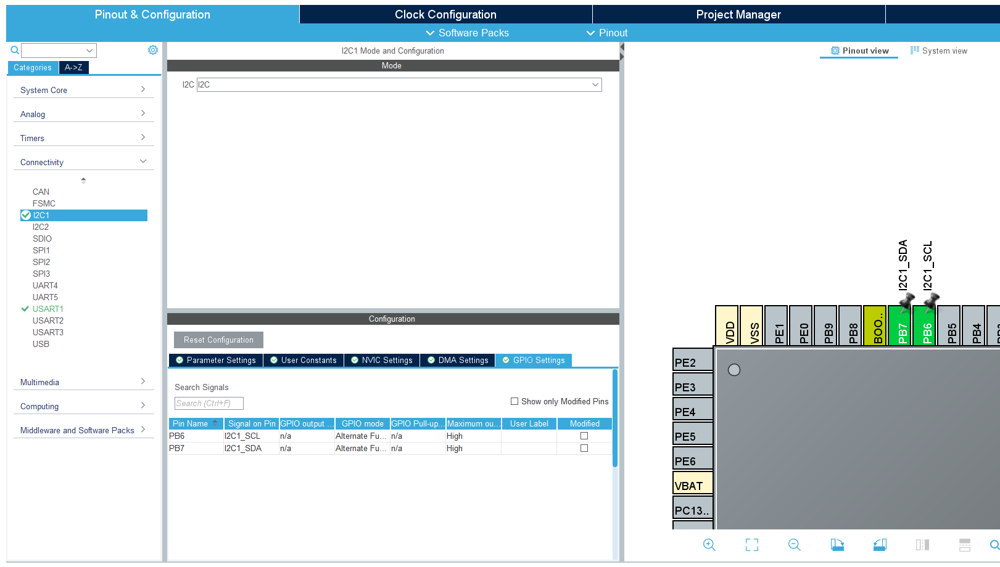 Pinout & Configuration
Clock Configuration
Project Manager
Software Packs
Pinout
Categories
A->Z
System Core
Analog
Timers
Connectivity
CAN
FSMC
I2C1
I2C2
SDIO
SPI1
SPI2
SPI3
UART4
UART5
USART1
USART2
USART3
USB
Multimedia
Computing
Middleware and Software Packs
I2C1 Mode and Configuration
Mode
I2C I2C
Configuration
Reset Configuration
Parameter Settings
User Constants
NVIC Settings
DMA Settings
GPIO Settings
Search Signals
Search (Ctrl+F)
Show only Modified Pins
Pin Name Signal on Pin GPIO output ... GPIO mode GPIO Pull-up... Maximum ou... User Label Modified
PB6 I2C1_SCL n/a Alternate Fu... n/a High
PB7 I2C1_SDA n/a Alternate Fu... n/a High
Pinout view
System view
I2C1_SDA
I2C1_SCL
VDD
VSS
PE1
PE0
PB9
PB8
BOO..
PB7
PB6
PB5
PB4
PE2
PE3
PE4
PE5
PE6
VBAT
PC13..